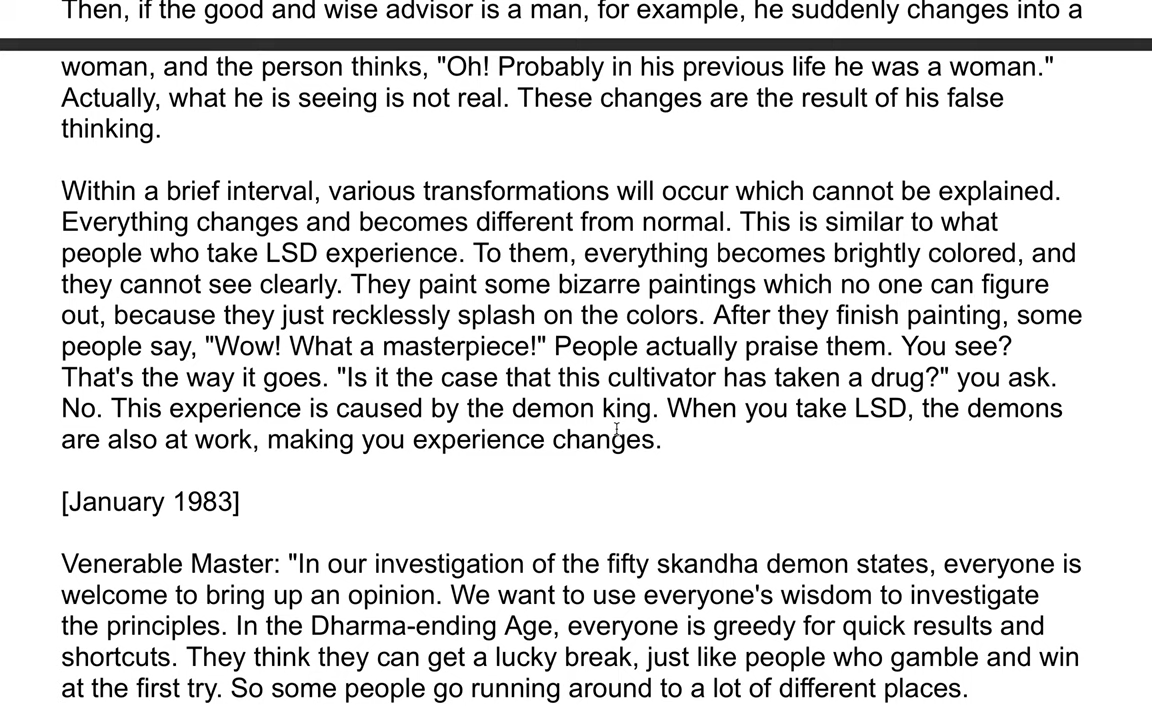 Then, if the good and wise advisor is a man, for example, he suddenly changes into a
woman, and the person thinks, "Oh! Probably in his previous life he was a woman."
Actually, what he is seeing is not real. These changes are the result of his false
thinking.
Within a brief interval, various transformations will occur which cannot be explained.
Everything changes and becomes different from normal. This is similar to what
people who take LSD experience. To them, everything becomes brightly colored, and
they cannot see clearly. They paint some bizarre paintings which no one can figure
out, because they just recklessly splash on the colors. After they finish painting, some
people say, "Wow! What a masterpiece!" People actually praise them. You see?
That's the way it goes. "Is it the case that this cultivator has taken a drug?" you ask.
No. This experience is caused by the demon king. When you take LSD, the demons
are also at work, making you experience changes.
[January 1983]
Venerable Master: "In our investigation of the fifty skandha demon states, everyone is
welcome to bring up an opinion. We want to use everyone's wisdom to investigate
the principles. In the Dharma-ending Age, everyone is greedy for quick results and
shortcuts. They think they can get a lucky break, just like people who gamble and win
at the first try. So some people go running around to a lot of different places.